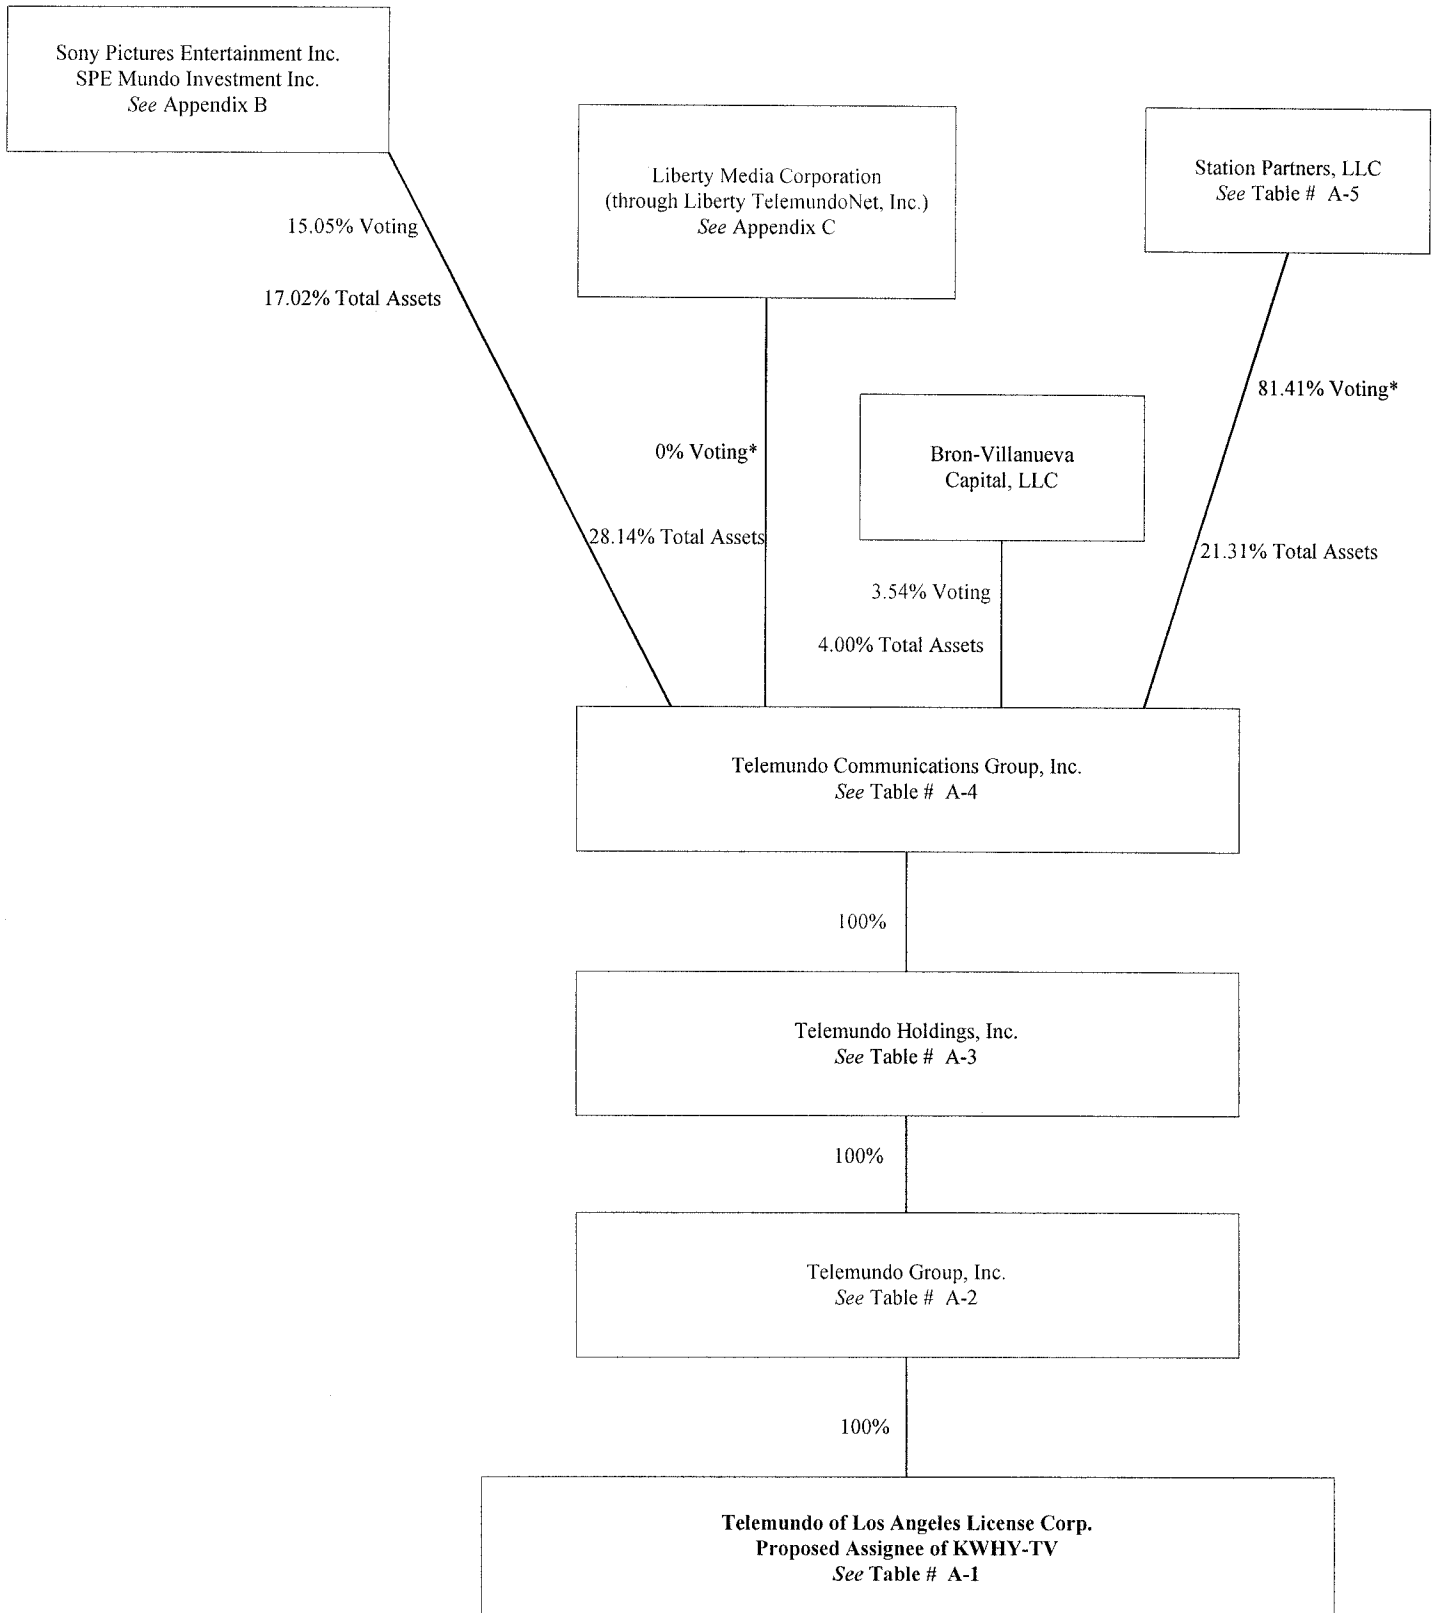 Sony Pictures Entertainment Inc.
SPE Mundo Investment Inc.
See Appendix B
Liberty Media Corporation
(through Liberty TelemundoNet, Inc.)
See Appendix C
Station Partners, LLC
See Table # A-5
15.05% Voting
17.02% Total Assets
0% Voting*
28.14% Total Assets
Bron-Villanueva
Capital, LLC
3.54% Voting
4.00% Total Assets
81.41% Voting*
21.31% Total Assets
Telemundo Communications Group, Inc.
See Table # A-4
100%
Telemundo Holdings, Inc.
See Table # A-3
100%
Telemundo Group, Inc.
See Table # A-2
100%
Telemundo of Los Angeles License Corp.
Proposed Assignee of KWHY-TV
See Table # A-1